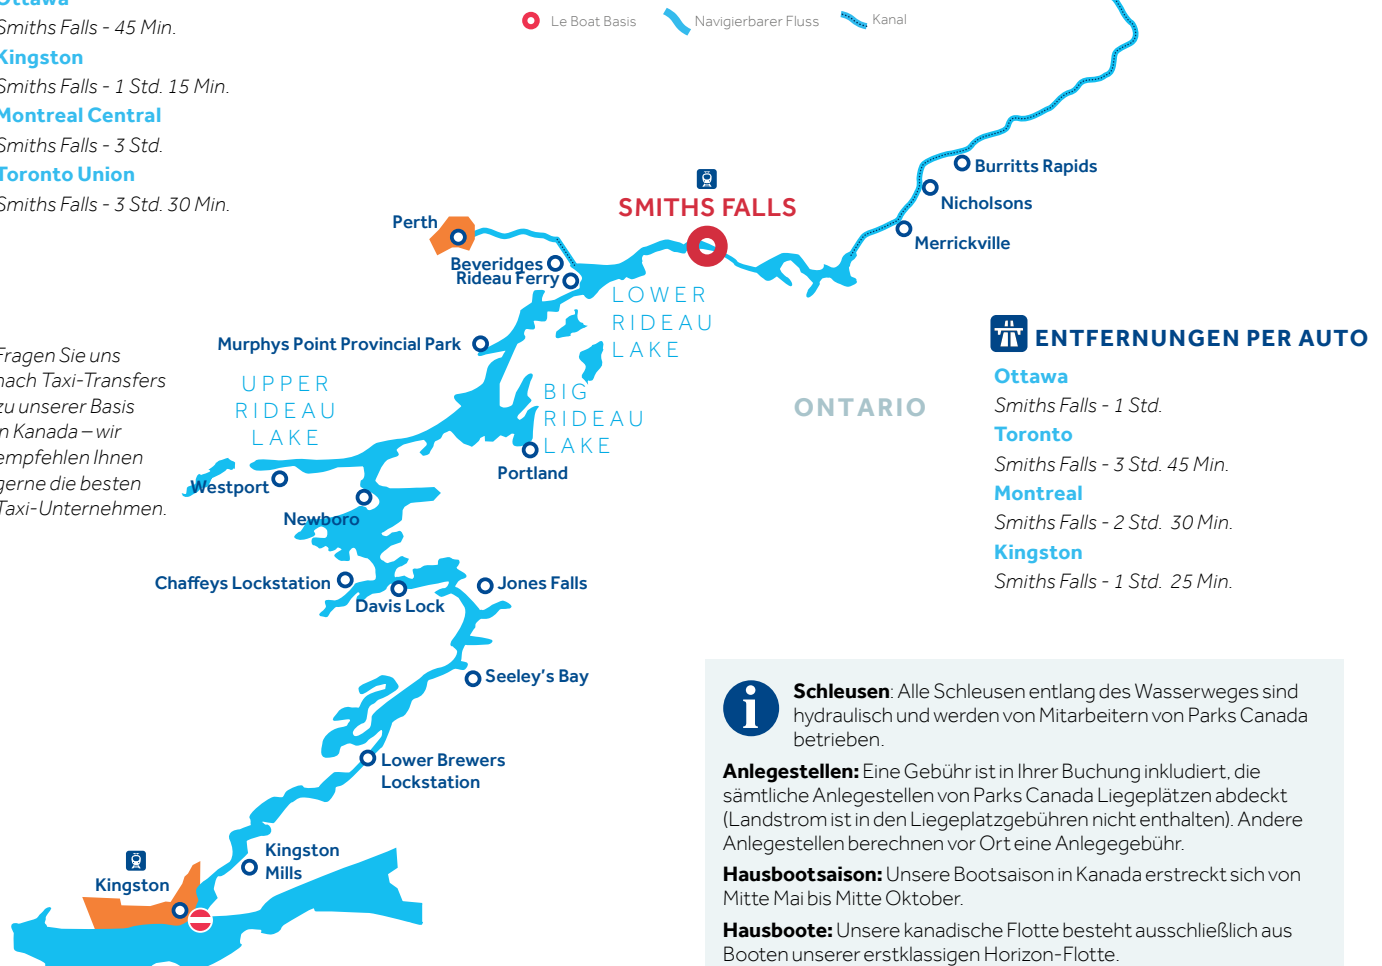 Ottawa
Smiths Falls - 45 Min.
Kingston
Smiths Falls - 1 Std. 15 Min.
Montreal Central
Smiths Falls - 3 Std.
Toronto Union
Smiths Falls - 3 Std. 30 Min.
Le Boat Basis
Navigierbarer Fluss
Kanal
Burritts Rapids
Nicholsons
Merrickville
SMITHS FALLS
Perth
Beveridges
Rideau Ferry
LOWER
RIDEAU
LAKE
Murphys Point Provincial Park
Fragen Sie uns
nach Taxi-Transfers
zu unserer Basis
in Kanada – wir
empfehlen Ihnen
gerne die besten
Taxi-Unternehmen.
UPPER
RIDEAU
LAKE
BIG
RIDEAU
LAKE
ONTARIO
Portland
Westport
Newboro
Chaffeys Lockstation
Davis Lock
Jones Falls
Seeley's Bay
Lower Brewers
Lockstation
Kingston
Mills
Kingston
ENTFERNUNGEN PER AUTO
Ottawa
Smiths Falls - 1 Std.
Toronto
Smiths Falls - 3 Std. 45 Min.
Montreal
Smiths Falls - 2 Std. 30 Min.
Kingston
Smiths Falls - 1 Std. 25 Min.
i
Schleusen: Alle Schleusen entlang des Wasserweges sind
hydraulisch und werden von Mitarbeitern von Parks Canada
betrieben.
Anlegestellen: Eine Gebühr ist in Ihrer Buchung inkludiert, die
sämtliche Anlegestellen von Parks Canada Liegeplätzen abdeckt
(Landstrom ist in den Liegeplatzgebühren nicht enthalten). Andere
Anlegestellen berechnen vor Ort eine Anlegegebühr.
Hausbootsaison: Unsere Bootsaison in Kanada erstreckt sich von
Mitte Mai bis Mitte Oktober.
Hausboote: Unsere kanadische Flotte besteht ausschließlich aus
Booten unserer erstklassigen Horizon-Flotte.